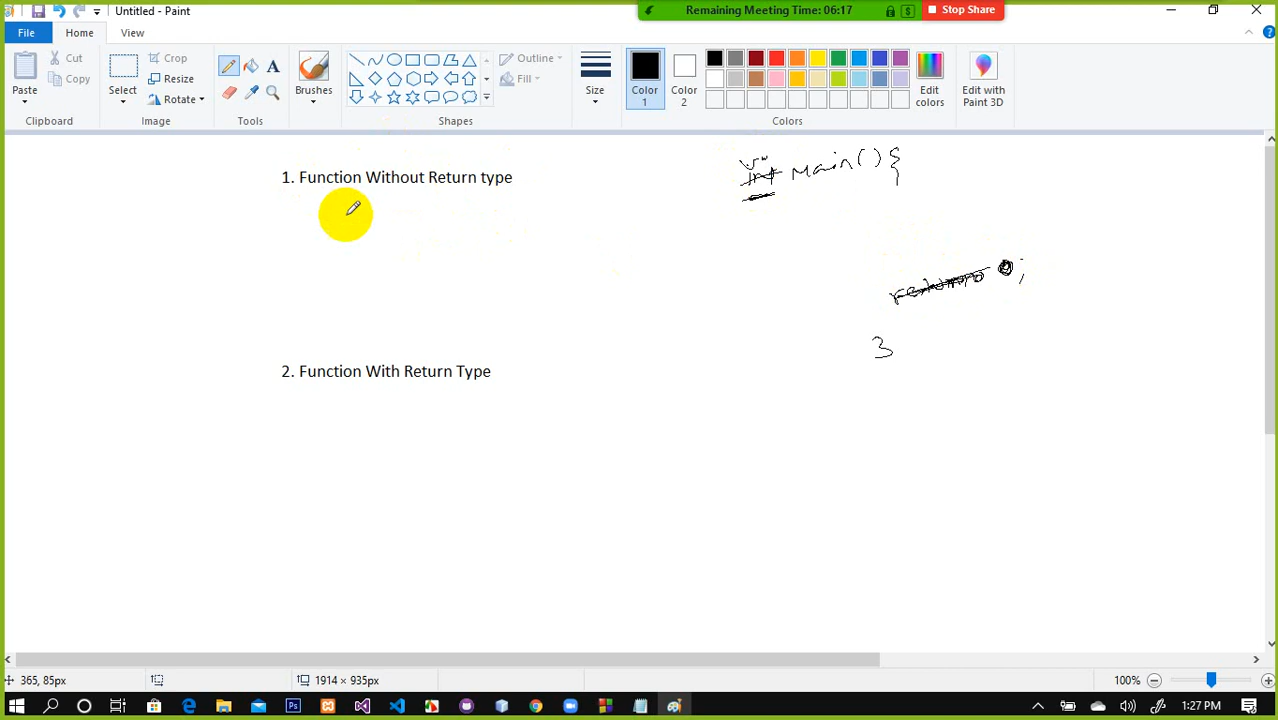 Untitled - Paint
Remaining Meeting Time: 06:17
Stop Share
File
Home
View
Paste
Cut
Copy
Clipboard
Select
Crop
Resize
Rotate
Image
A
Tools
Brushes
Shapes
Outline
Fill
Size
Color 1
Color 2
Colors
Edit colors
Edit with Paint 3D
1. Function Without Return type
int Main() {
return 0;
}
2. Function With Return Type
365, 85px
1914 × 935px
100%
1:27 PM